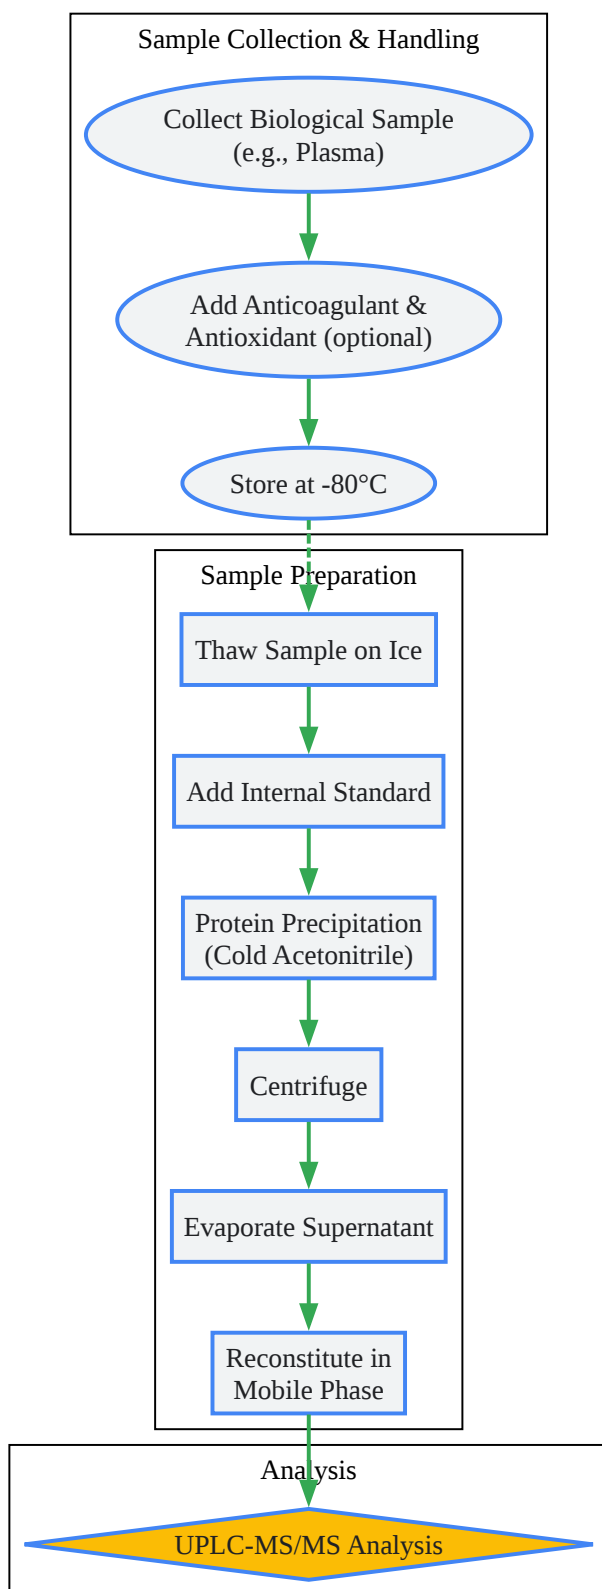 Sample Collection & Handling
Collect Biological Sample
(e.g., Plasma)
Add Anticoagulant &
Antioxidant (optional)
Store at -80°C
Sample Preparation
Thaw Sample on Ice
Add Internal Standard
Protein Precipitation
(Cold Acetonitrile)
Centrifuge
Evaporate Supernatant
Reconstitute in
Mobile Phase
Analysis
UPLC-MS/MS Analysis